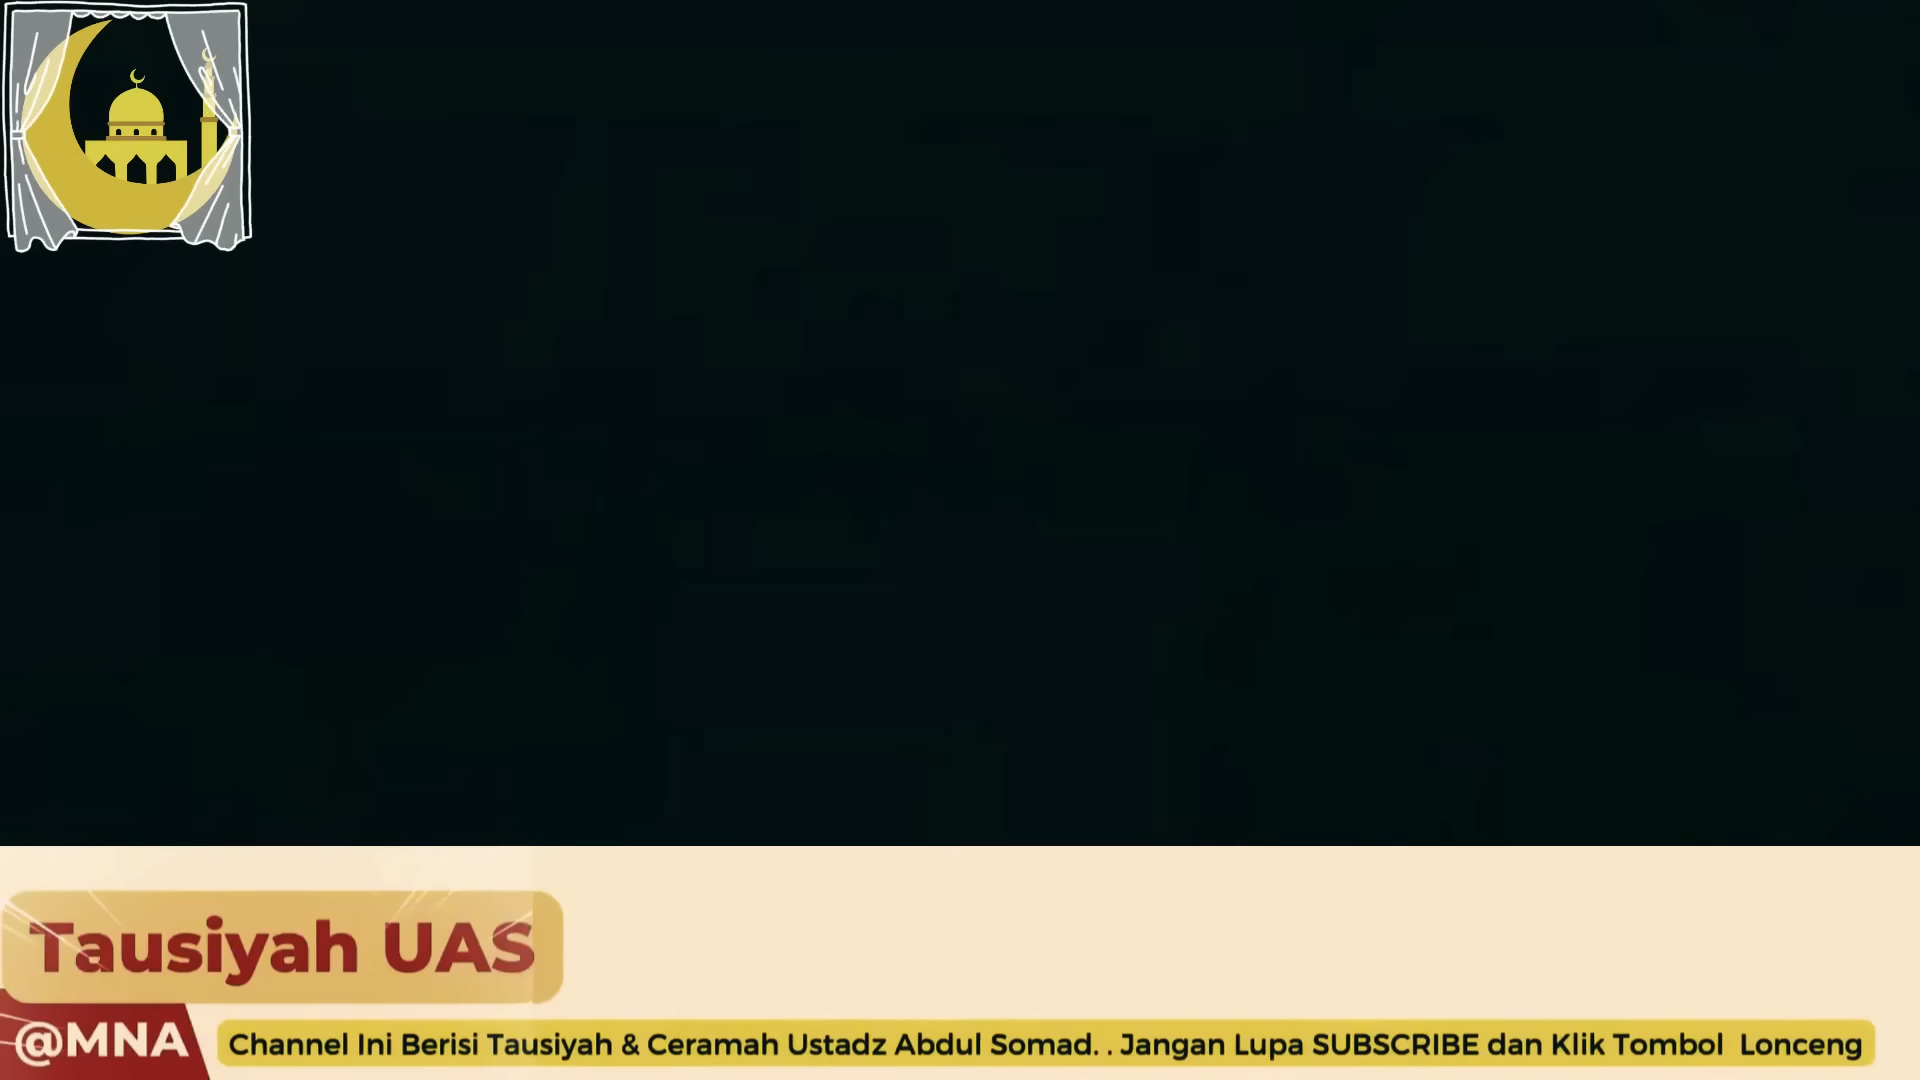 Tausiyah UAS
@MNA
Channel Ini Berisi Tausiyah & Ceramah Ustadz Abdul Somad. . Jangan Lupa SUBSCRIBE dan Klik Tombol  Lonceng